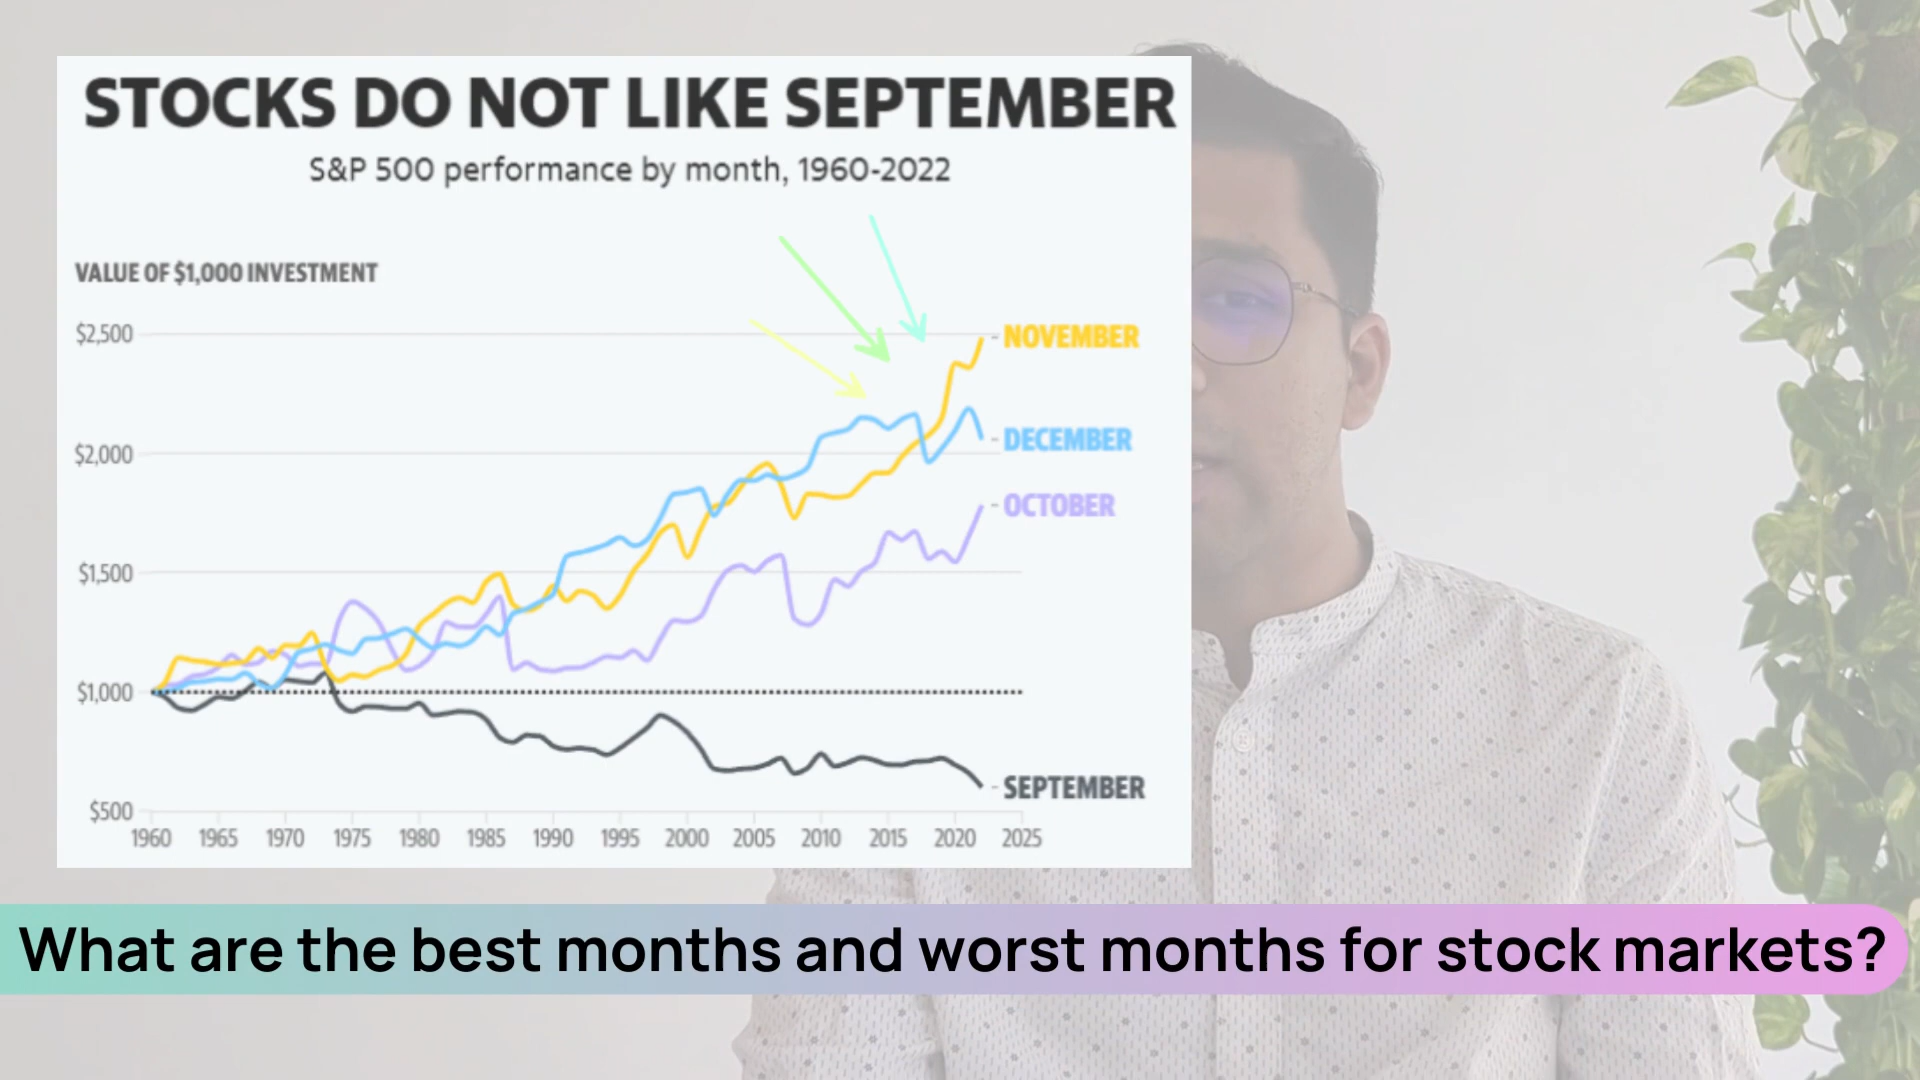 STOCKS DO NOT LIKE SEPTEMBER
S&P 500 performance by month, 1960-2022
VALUE OF $1,000 INVESTMENT
$2,500
NOVEMBER
DECEMBER
$2,000
OCTOBER
$1,500
$1,000
SEPTEMBER
$500
1960 1965 1970 1975 1980 1985 1990 1995 2000 2005 2010 2015 2020 2025
What are the best months and worst months for stock markets?